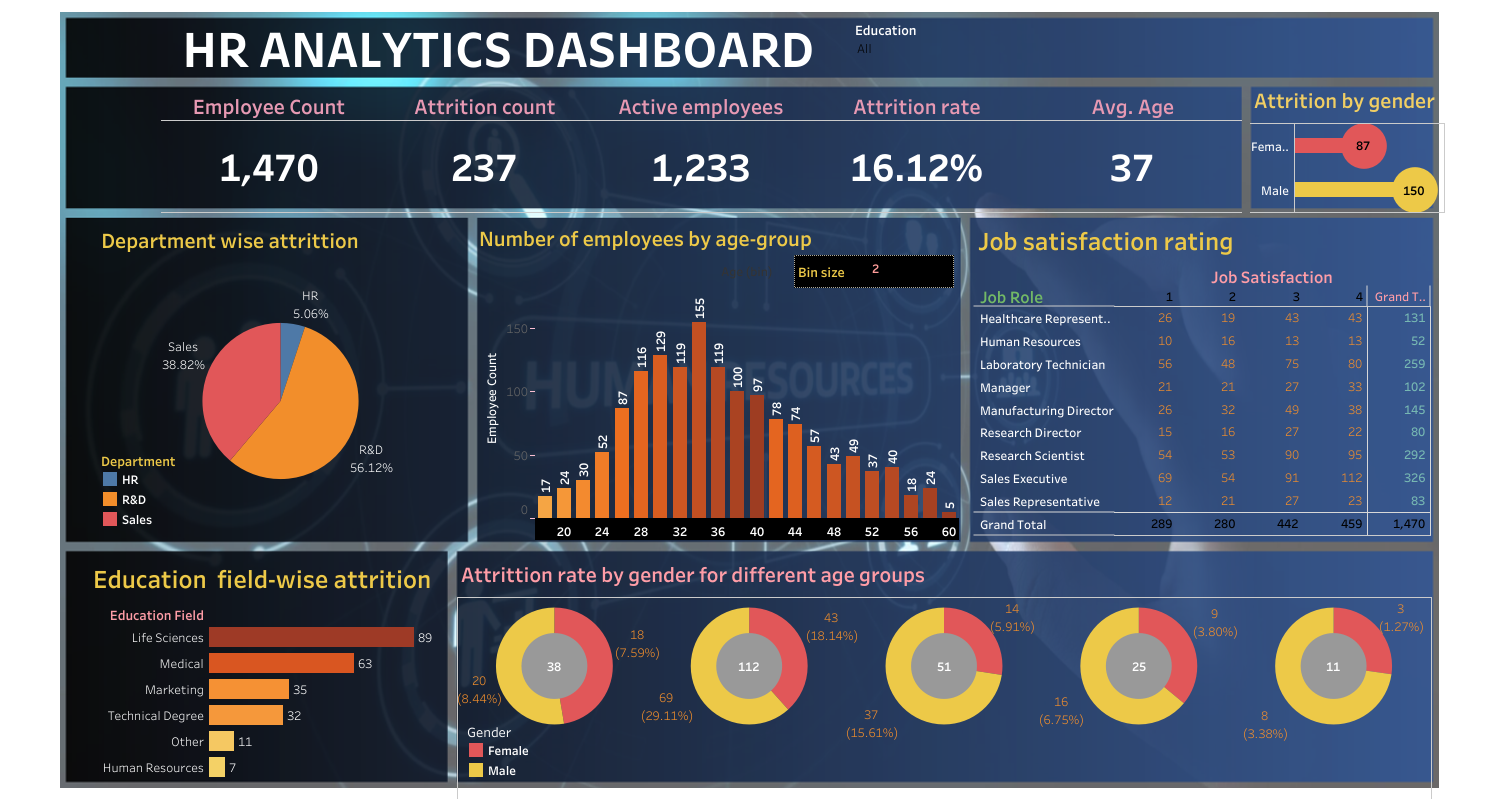 HR ANALYTICS DASHBOARD
Education
All
Employee Count
Attrition count
Active employees
Attrition rate
Avg. Age
1,470
237
1,233
16.12%
37
Attrition by gender
Fema..
87
Male
150
Department wise attrittion
HR
5.06%
Sales
38.82%
R&D
56.12%
Department
HR
R&D
Sales
Number of employees by age-group
Bin size 2
HUMAN RESOURCES
Employee Count
150
100
50
0
17 24 30 52 87 116 129 119 155 119 100 97 78 74 57 43 49 37 40 18 24 5
20 24 28 32 36 40 44 48 52 56 60
Job satisfaction rating
Job Satisfaction
Job Role 1 2 3 4 Grand T..
Healthcare Represent.. 26 19 43 43 131
Human Resources 10 16 13 13 52
Laboratory Technician 56 48 75 80 259
Manager 21 21 27 33 102
Manufacturing Director 26 32 49 38 145
Research Director 15 16 27 22 80
Research Scientist 54 53 90 95 292
Sales Executive 69 54 91 112 326
Sales Representative 12 21 27 23 83
Grand Total 289 280 442 459 1,470
Education field-wise attrition
Education Field
Life Sciences 89
Medical 63
Marketing 35
Technical Degree 32
Other 11
Human Resources 7
Attrittion rate by gender for different age groups
38
18
(7.59%)
20
(8.44%)
112
43
(18.14%)
69
(29.11%)
51
14
(5.91%)
37
(15.61%)
25
9
(3.80%)
16
(6.75%)
11
3
(1.27%)
8
(3.38%)
Gender
Female
Male